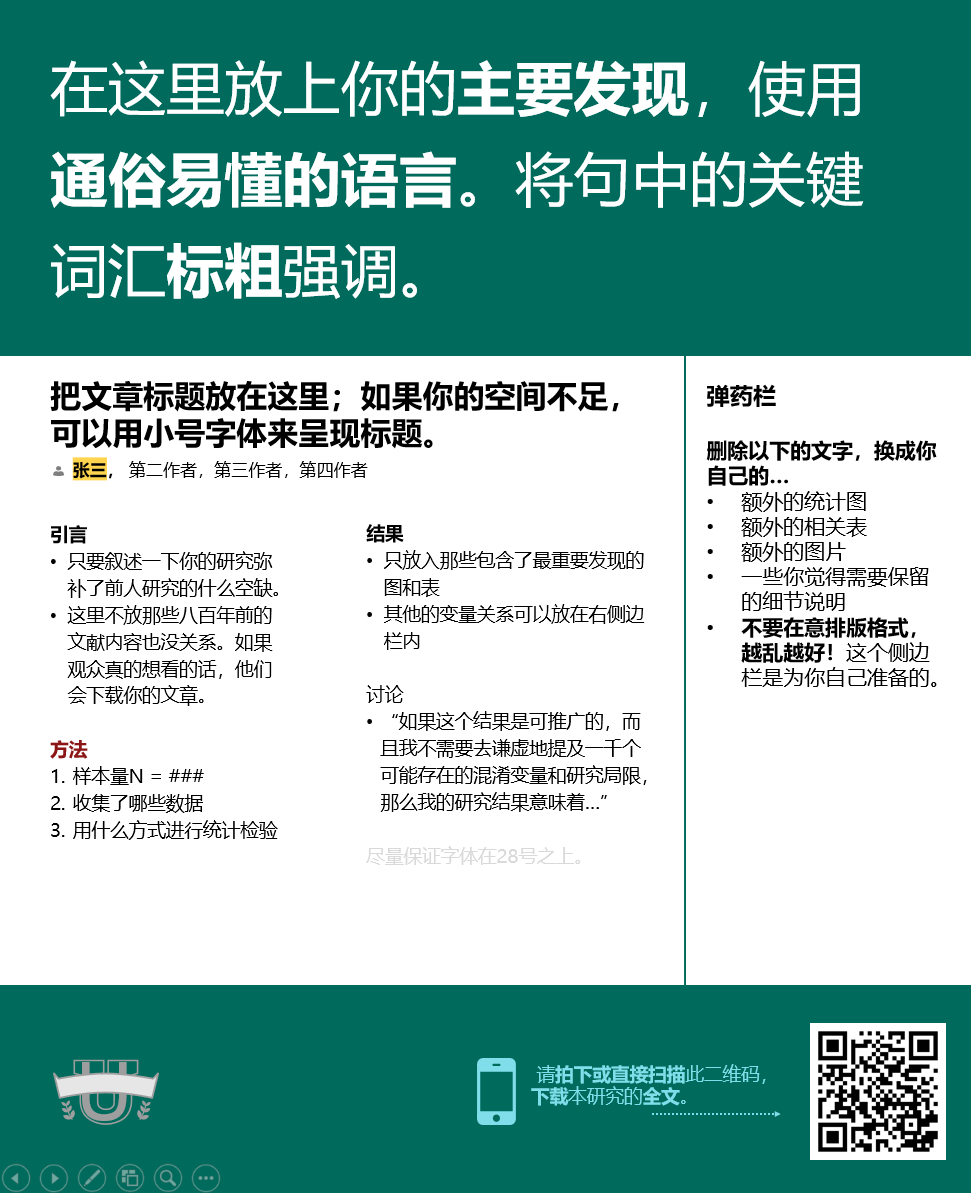 在这里放上你的主要发现，使用
通俗易懂的语言。将句中的关键
词汇标粗强调。
把文章标题放在这里；如果你的空间不足，
可以用小号字体来呈现标题。
张三， 第二作者，第三作者，第四作者
引言
• 只要叙述一下你的研究弥
补了前人研究的什么空缺。
• 这里不放那些八百年前的
文献内容也没关系。如果
观众真的想看的话，他们
会下载你的文章。
方法
1. 样本量N = ###
2. 收集了哪些数据
3. 用什么方式进行统计检验
结果
• 只放入那些包含了最重要发现的
图和表
• 其他的变量关系可以放在右侧边
栏内
讨论
• “如果这个结果是可推广的，而
且我不需要去谦虚地提及一千个
可能存在的混淆变量和研究局限，
那么我的研究结果意味着…”
尽量保证字体在28号之上。
弹药栏
删除以下的文字，换成你
自己的…
• 额外的统计图
• 额外的相关表
• 额外的图片
• 一些你觉得需要保留
的细节说明
• 不要在意排版格式，
越乱越好！这个侧边
栏是为你自己准备的。
U
请拍下或直接扫描此二维码，
下载本研究的全文。